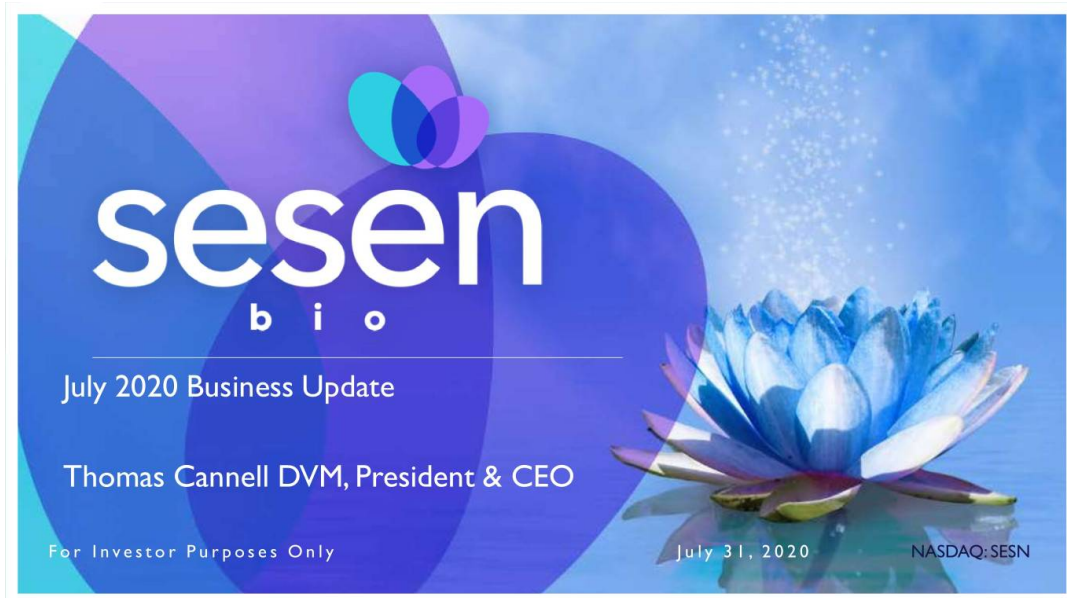 sesen
bio
July 2020 Business Update
Thomas Cannell DVM, President & CEO
For Investor Purposes Only
July 31, 2020
NASDAQ: SESN